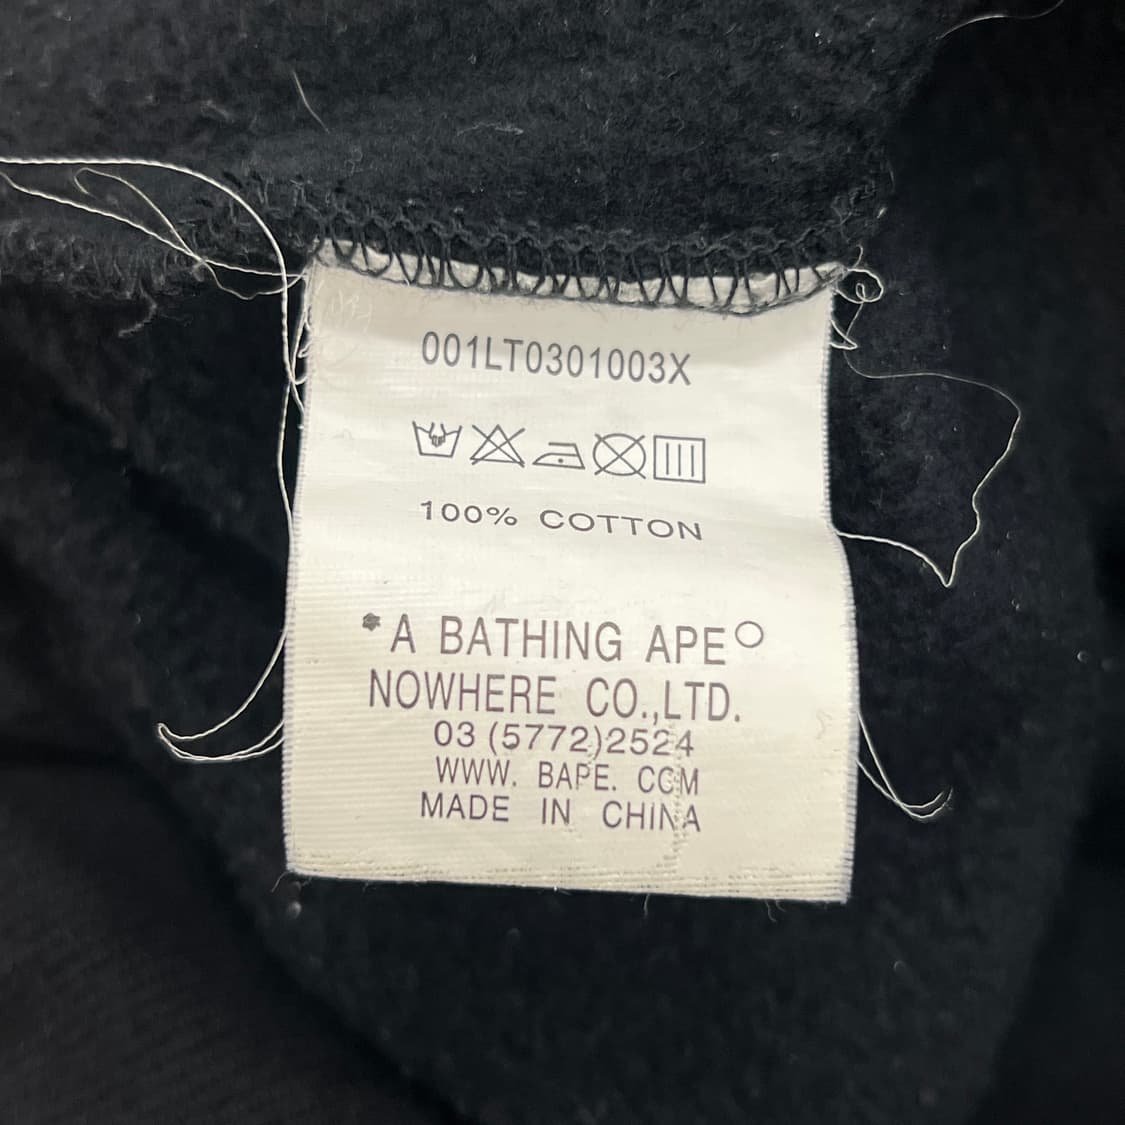 001LT0301003X
100% COTTON
*A BATHING APE○
NOWHERE CO.,LTD.
03 (5772)2524
WWW. BAPE. COM
MADE IN CHINA